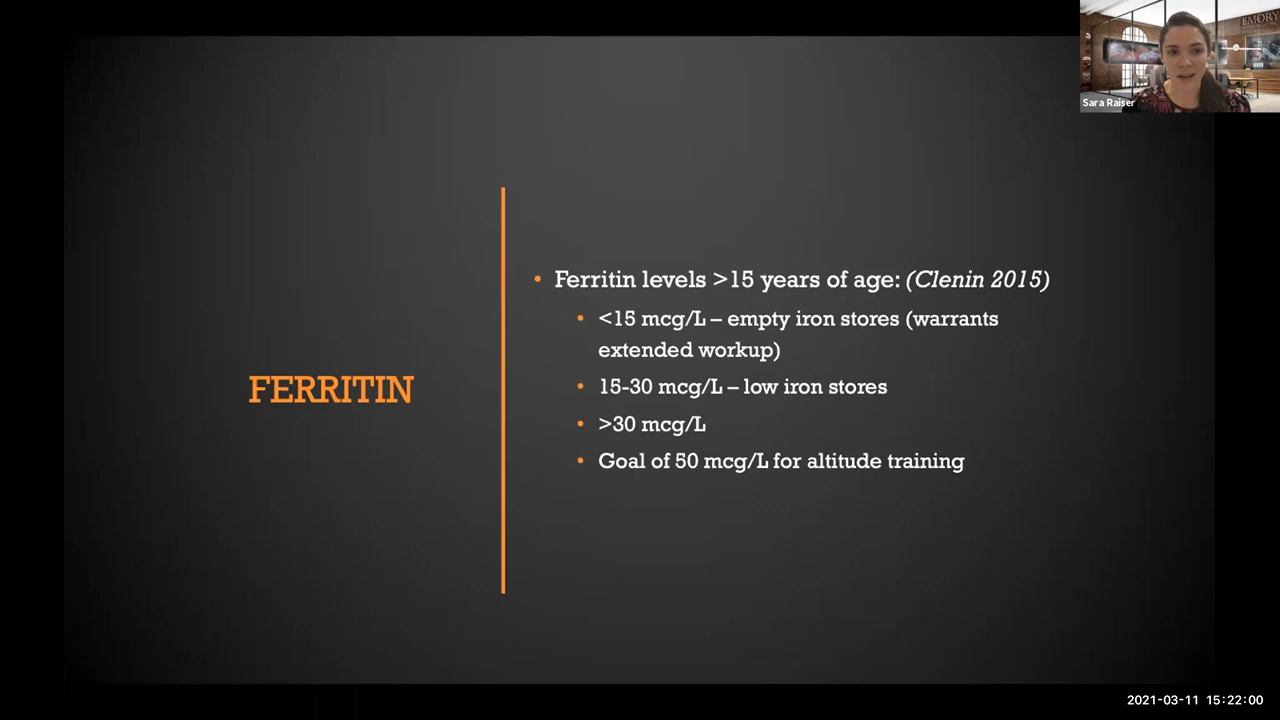 EMORY
Sara Raiser
FERRITIN
• Ferritin levels >15 years of age: (Clenin 2015)
• <15 mcg/L – empty iron stores (warrants
extended workup)
• 15-30 mcg/L – low iron stores
• >30 mcg/L
• Goal of 50 mcg/L for altitude training
2021-03-11 15:22:00